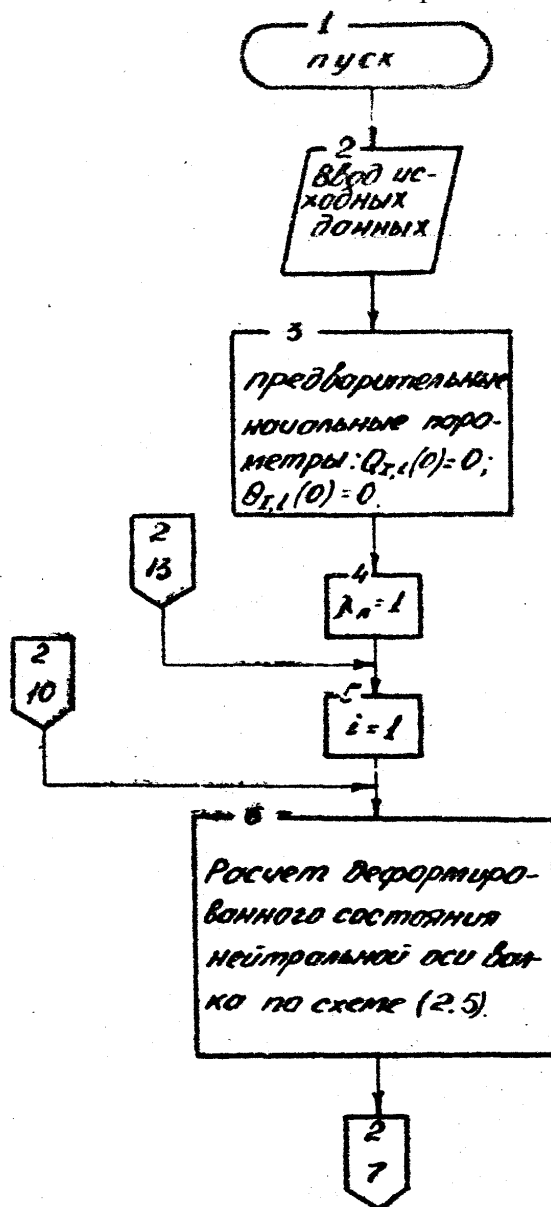 1
пуск
2
Ввод ис-
ходных
данных
3
предварительные
начальные пара-
метры: Q_{I,1}(0)=0;
θ_{I,1}(0)=0.
2
13
4
λ_n=1
2
10
5
i=1
6
Расчет деформиро-
ванного состояния
нейтральной оси вал-
ка по схеме (2.5).
2
7